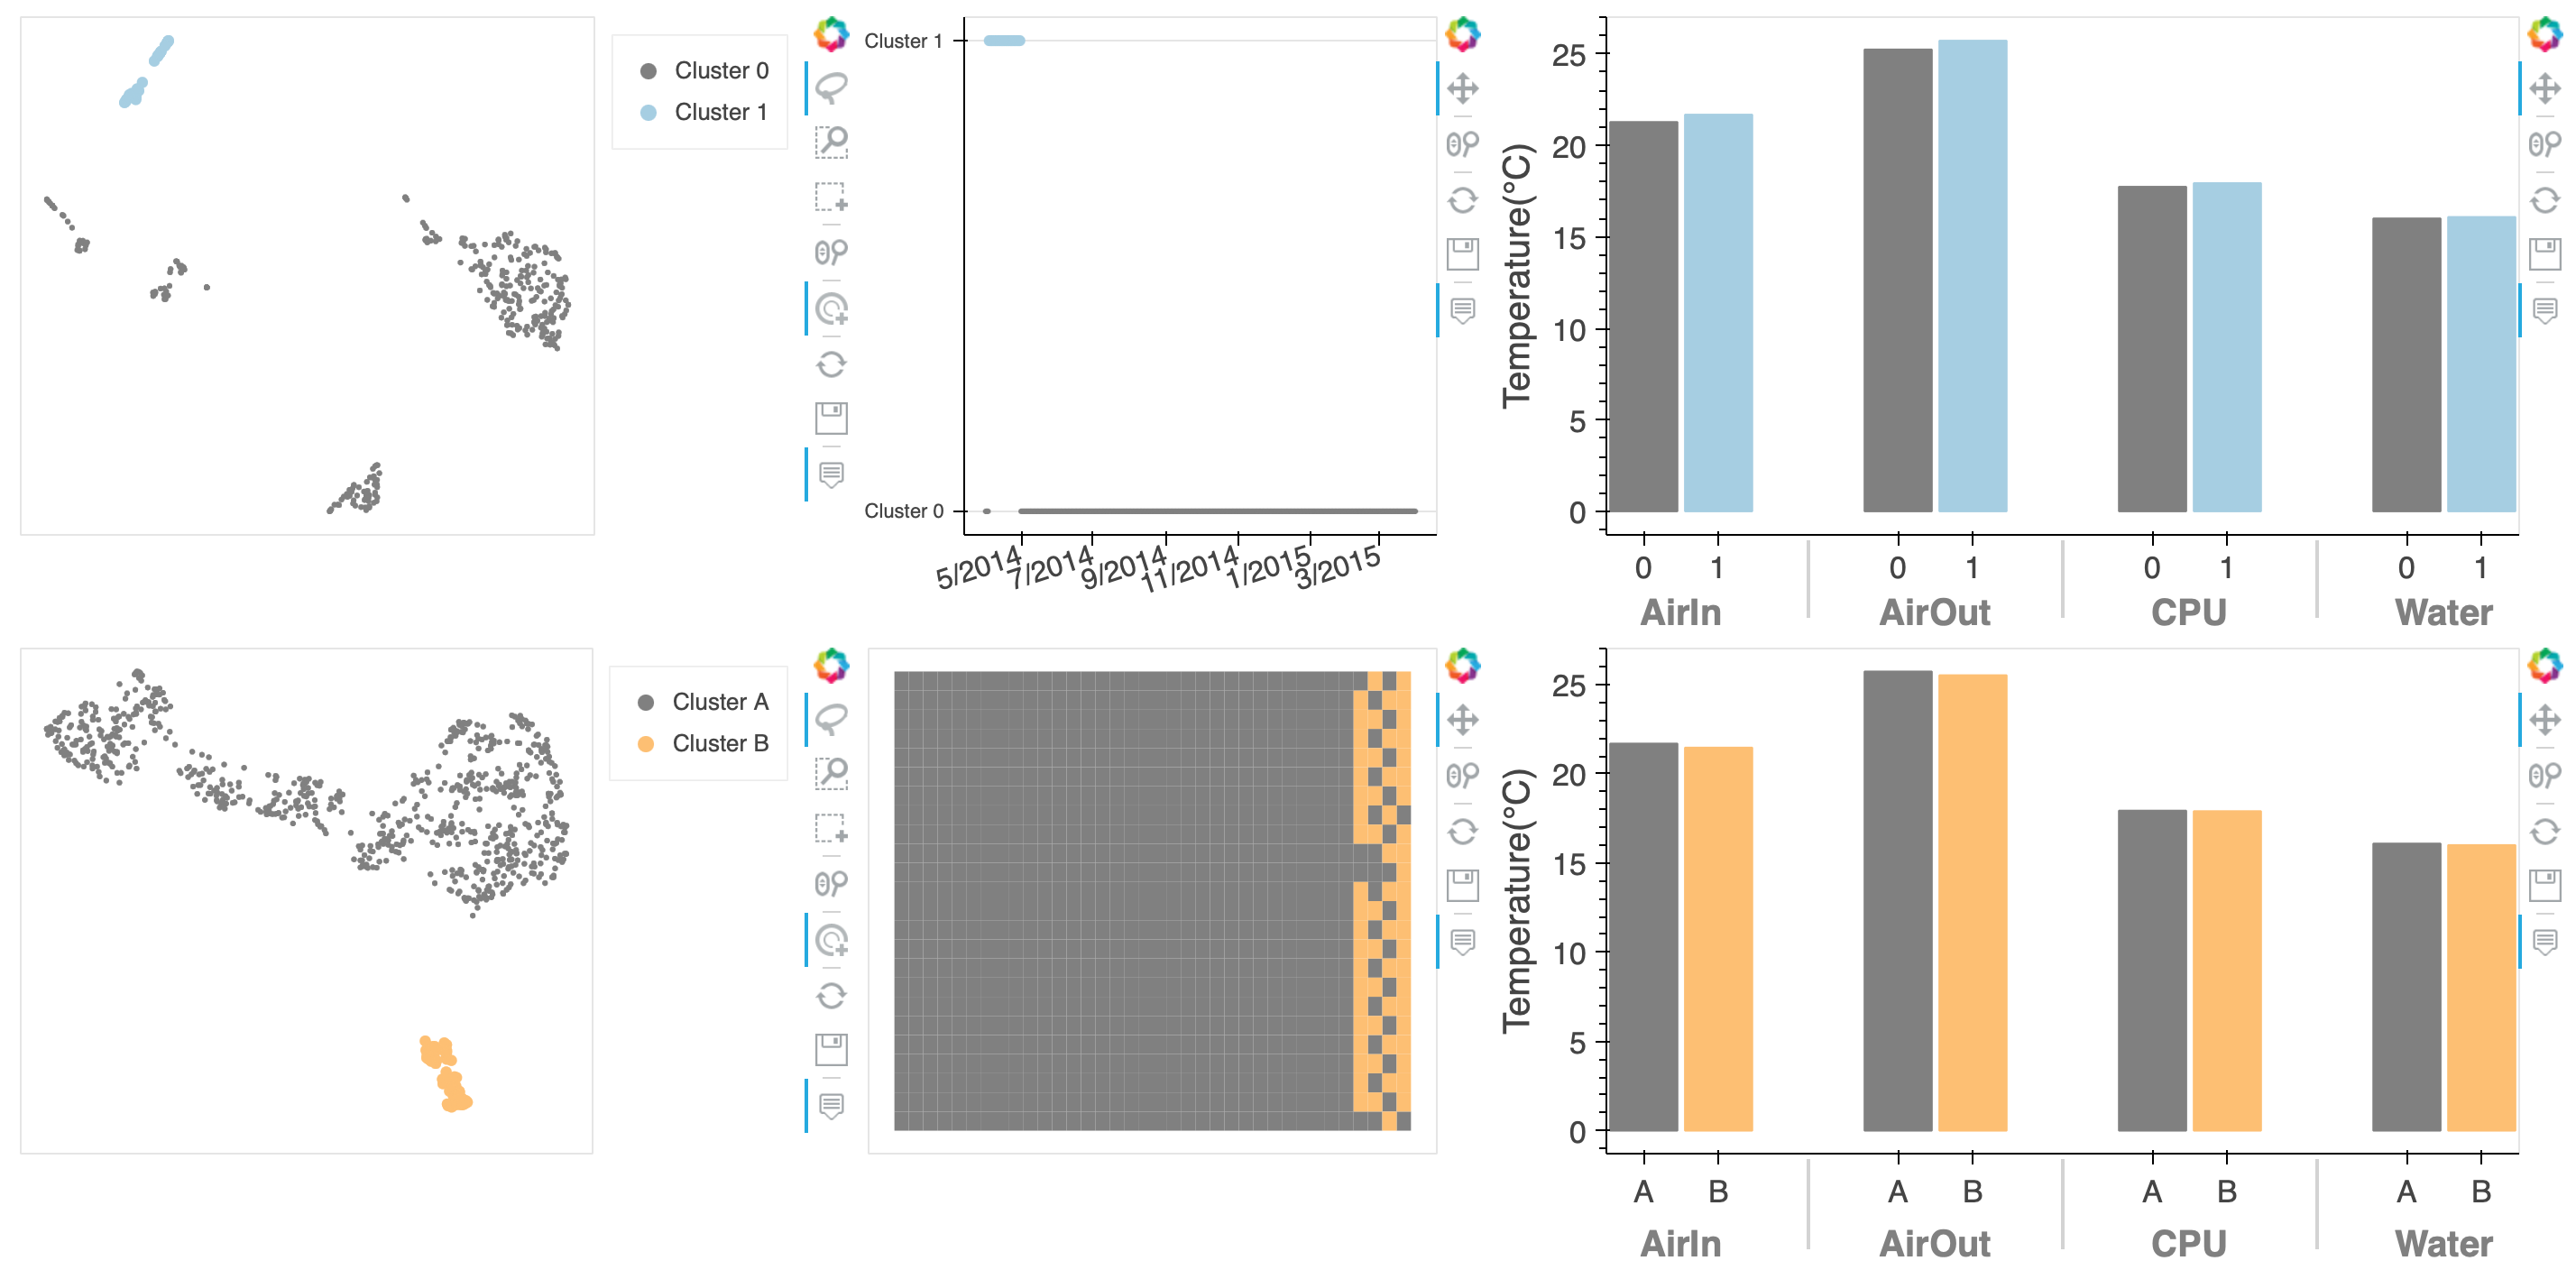 Cluster 0
Cluster 1
Cluster 1
Cluster 0
5/2014
7/2014
9/2014
11/2014
1/2015
3/2015
Temperature(°C)
25
20
15
10
5
0
0 1 0 1 0 1 0 1
AirIn AirOut CPU Water
Cluster A
Cluster B
Temperature(°C)
25
20
15
10
5
0
A B A B A B A B
AirIn AirOut CPU Water